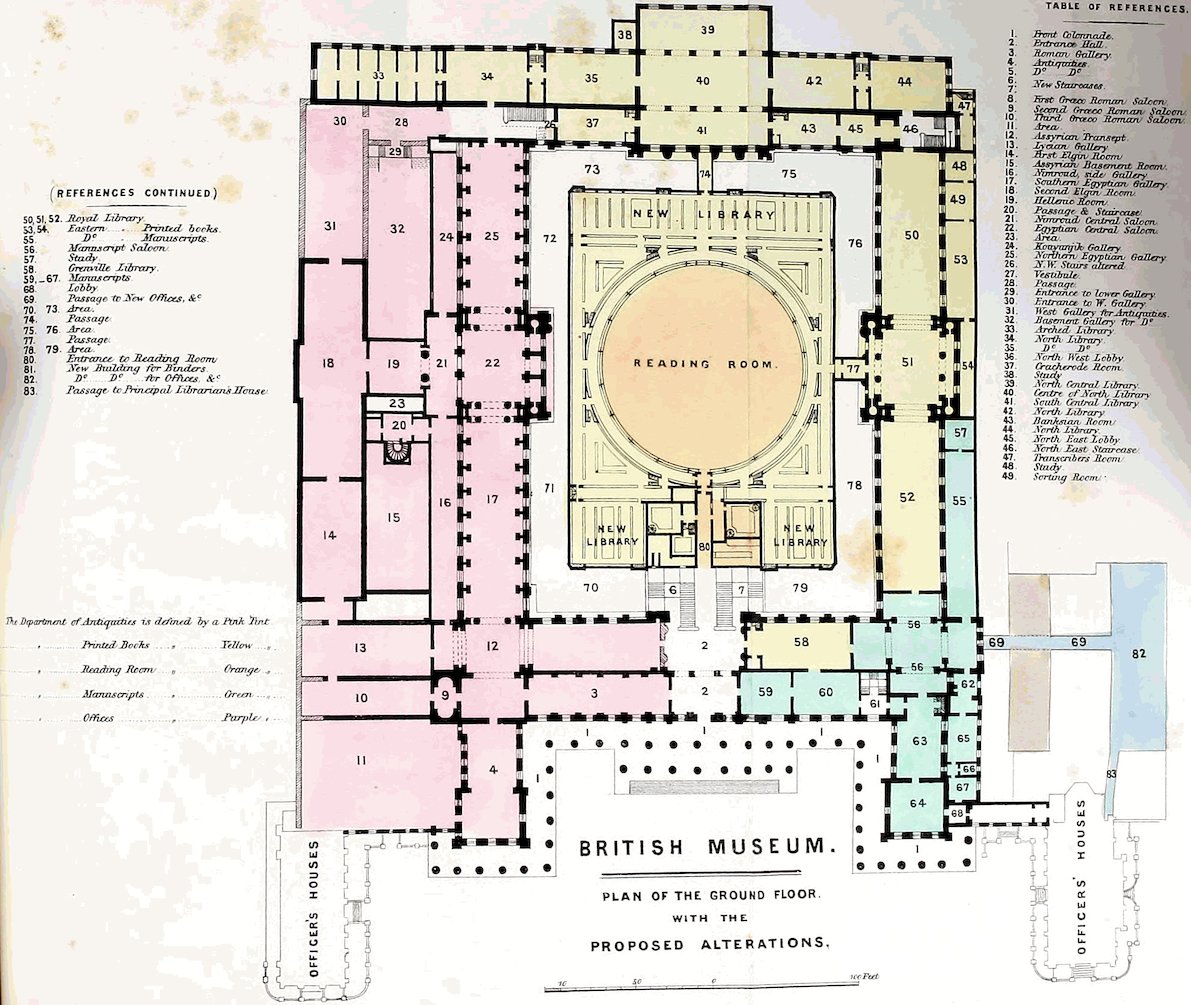 TABLE OF REFERENCES.
1. Front Colonnade.
2. Entrance Hall.
3. Roman Gallery.
4. Antiquities.
5. Dº Dº
6. New Staircases.
7.
8. First Græco Roman Saloon.
9. Second Græco Roman Saloon.
10. Third Græco Roman Saloon.
11. Area.
12. Assyrian Transept.
13. Lycian Gallery.
14. First Elgin Room.
15. Assyrian Basement Room.
16. Nimroud side Gallery.
17. Southern Egyptian Gallery.
18. Second Elgin Room.
19. Hellenic Room.
20. Passage & Staircase.
21. Nimroud Central Saloon.
22. Egyptian Central Saloon.
23. Area.
24. Kouyunjik Gallery.
25. Northern Egyptian Gallery.
26. N.W. Stairs altered.
27. Vestibule.
28. Passage.
29. Entrance to lower Gallery.
30. Entrance to W. Gallery.
31. West Gallery for Antiquities.
32. Basement Gallery for Dº
33. Arched Library.
34. North Library.
35. Dº Dº
36. North West Lobby.
37. Cracherode Room.
38. Study.
39. North Central Library.
40. Centre of North Library.
41. South Central Library.
42. North Library.
43. Banksian Room.
44. North Library.
45. North East Lobby.
46. North East Staircase.
47. Transcribers Room.
48. Study.
49. Sorting Room.
(REFERENCES CONTINUED)
50, 51, 52. Royal Library.
53, 54. Eastern Printed books.
55. Dº Manuscripts.
56. Manuscript Saloon.
57. Study.
58. Grenville Library.
59_67. Manuscripts.
68. Lobby.
69. Passage to New Offices, &c
70. 73. Area.
74. Passage.
75. 76. Area.
77. Passage.
78. 79. Area.
80. Entrance to Reading Room.
81. New Building for Binders.
82. Dº Dº for Offices, &c
83. Passage to Principal Librarian's House
The Department of Antiquities is defined by a Pink Tint
" Printed Books " Yellow "
" Reading Room " Orange "
" Manuscripts " Green "
" Offices " Purple "
38 39
33 34 35 40 42 44
47
30 28 26 37 41 43 45 46
29 73 74 75 48
NEW LIBRARY 49
31 32 24 25 72 76 50 53
READING ROOM.
18 19 21 22 77 51 54
23
20 57
14 15 16 17 71 78 52 55
NEW LIBRARY
NEW LIBRARY
80
70 6 7 79
13 12 2 58 56 69 69 82
56
10 9 3 2 59 60 61 62
11 4 1 1 1 1 1 63 65
66
64 67 68 83
1
OFFICER'S HOUSES
OFFICERS' HOUSES
BRITISH MUSEUM.
PLAN OF THE GROUND FLOOR.
WITH THE
PROPOSED ALTERATIONS.
10 50 0 100 Feet